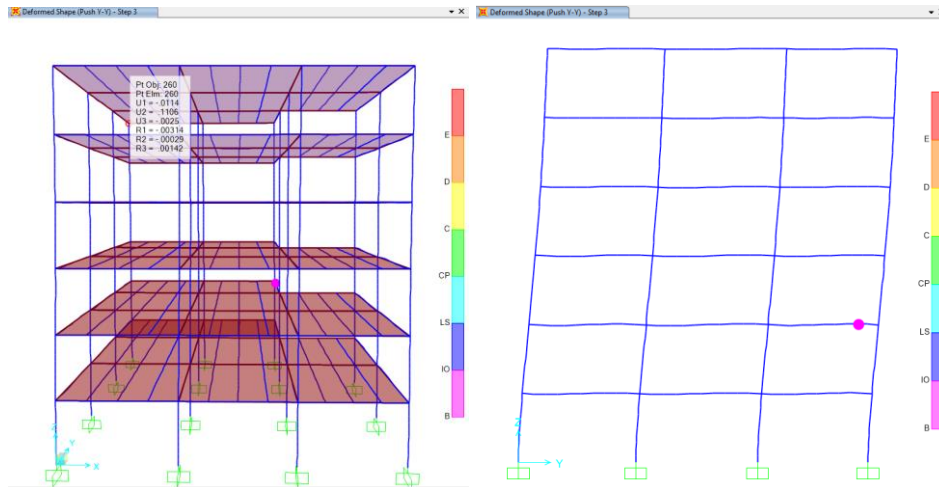 Deformed Shape (Push Y-Y) - Step 3
Pt Obj: 260
Pt Elm: 260
U1 = -.0114
U2 = .1106
U3 = -.0025
R1 = -.00314
R2 = -.00029
R3 = .00142
E
D
C
CP
LS
IO
B
Z
Y
X
Deformed Shape (Push Y-Y) - Step 3
E
D
C
CP
LS
IO
B
Z
Y